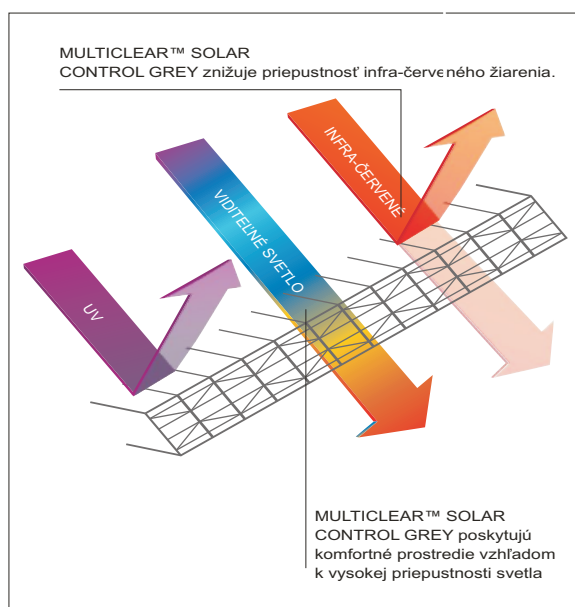 MULTICLEAR™ SOLAR
CONTROL GREY znižuje priepustnosť infra-červeného žiarenia.
INFRA-ČERVENÉ
VIDITEĽNÉ SVETLO
UV
MULTICLEAR™ SOLAR
CONTROL GREY poskytujú
komfortné prostredie vzhľadom
k vysokej priepustnosti svetla